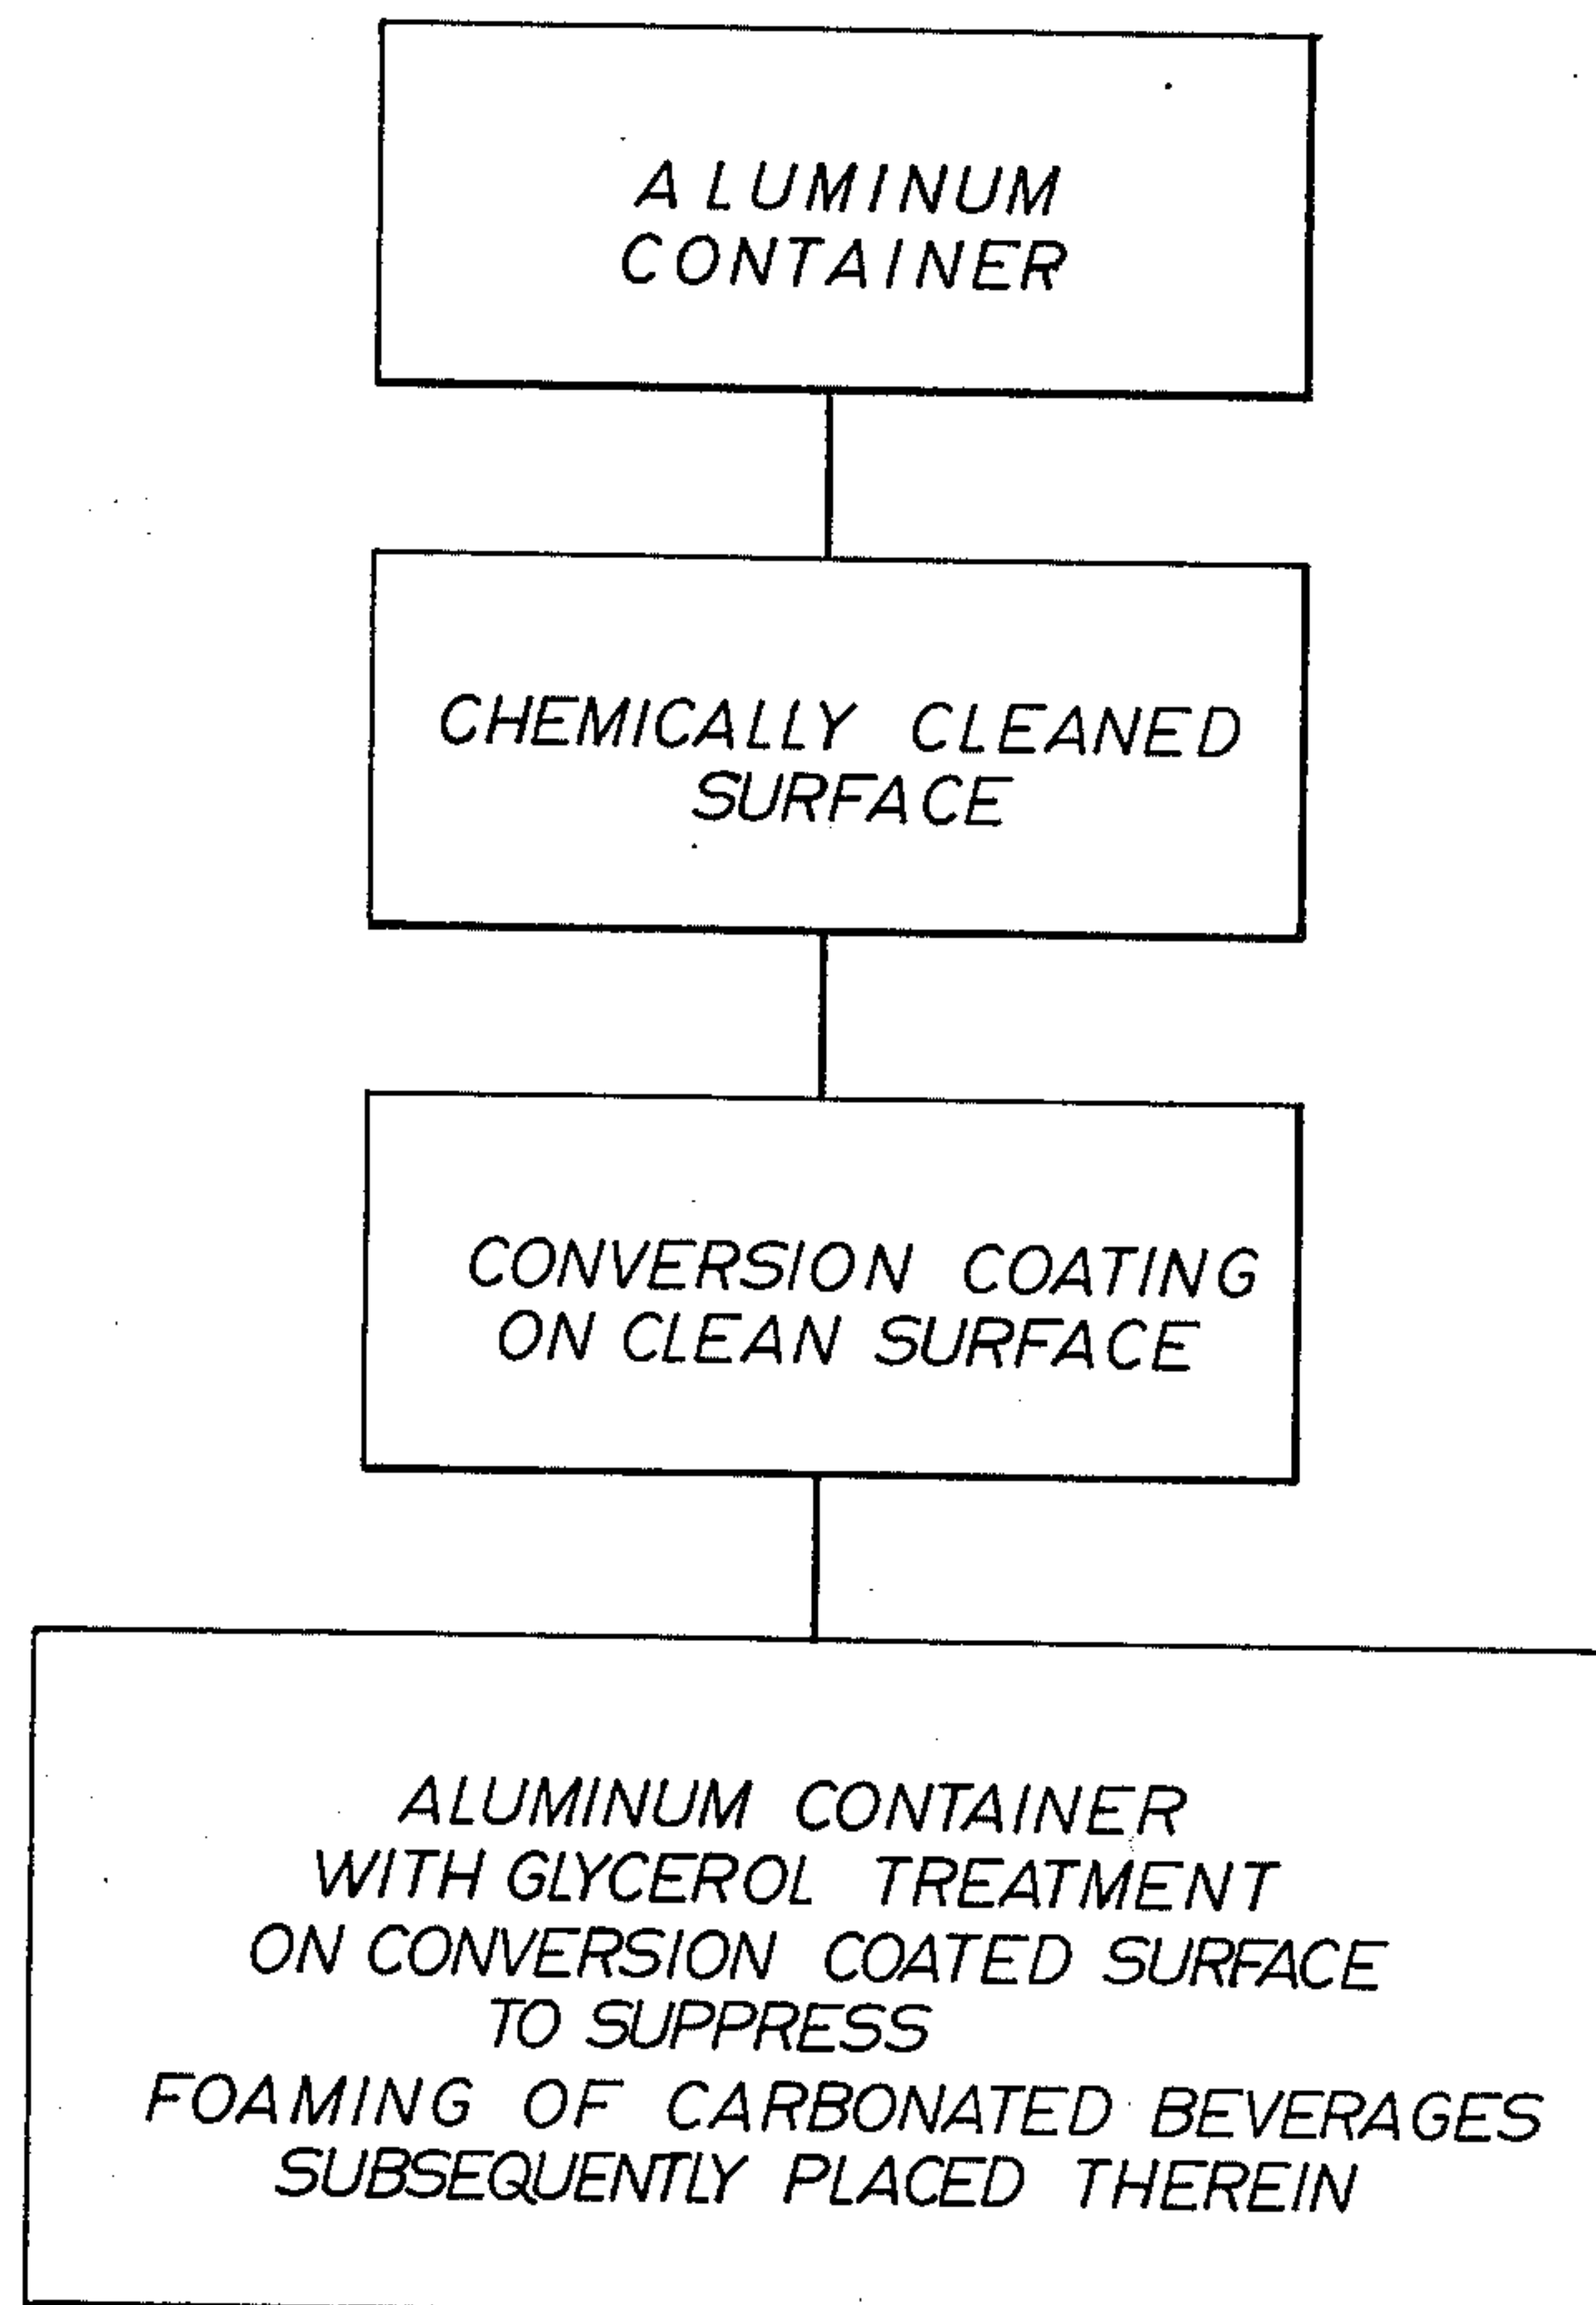 ALUMINUM
CONTAINER
CHEMICALLY CLEANED
SURFACE
CONVERSION COATING
ON CLEAN SURFACE
ALUMINUM CONTAINER
WITH GLYCEROL TREATMENT
ON CONVERSION COATED SURFACE
TO SUPPRESS
FOAMING OF CARBONATED BEVERAGES
SUBSEQUENTLY PLACED THEREIN